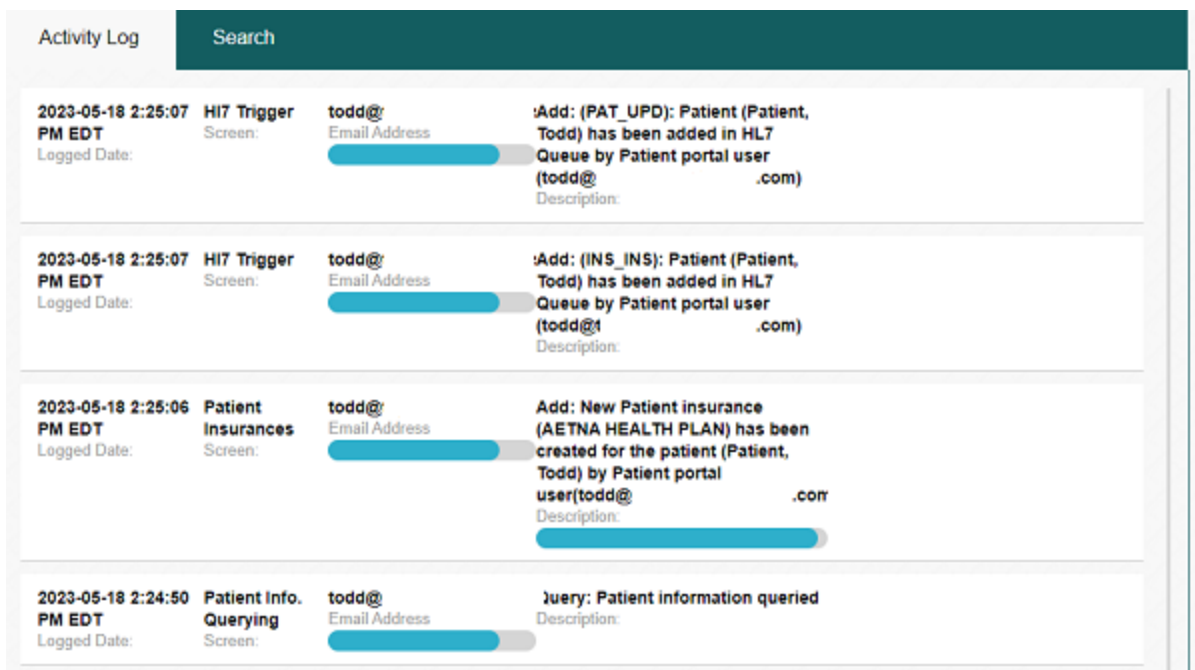 Activity Log
Search
2023-05-18 2:25:07 PM EDT
Logged Date:
HI7 Trigger
Screen:
todd@
Email Address
Add: (PAT_UPD): Patient (Patient,
Todd) has been added in HL7
Queue by Patient portal user
(todd@ .com)
Description:
2023-05-18 2:25:07 PM EDT
Logged Date:
HI7 Trigger
Screen:
todd@
Email Address
Add: (INS_INS): Patient (Patient,
Todd) has been added in HL7
Queue by Patient portal user
(todd@ .com)
Description:
2023-05-18 2:25:06 PM EDT
Logged Date:
Patient
Insurances
Screen:
todd@
Email Address
Add: New Patient insurance
(AETNA HEALTH PLAN) has been
created for the patient (Patient,
Todd) by Patient portal
user(todd@ .com
Description:
2023-05-18 2:24:50 PM EDT
Logged Date:
Patient Info.
Querying
Screen:
todd@
Email Address
Query: Patient information queried
Description: